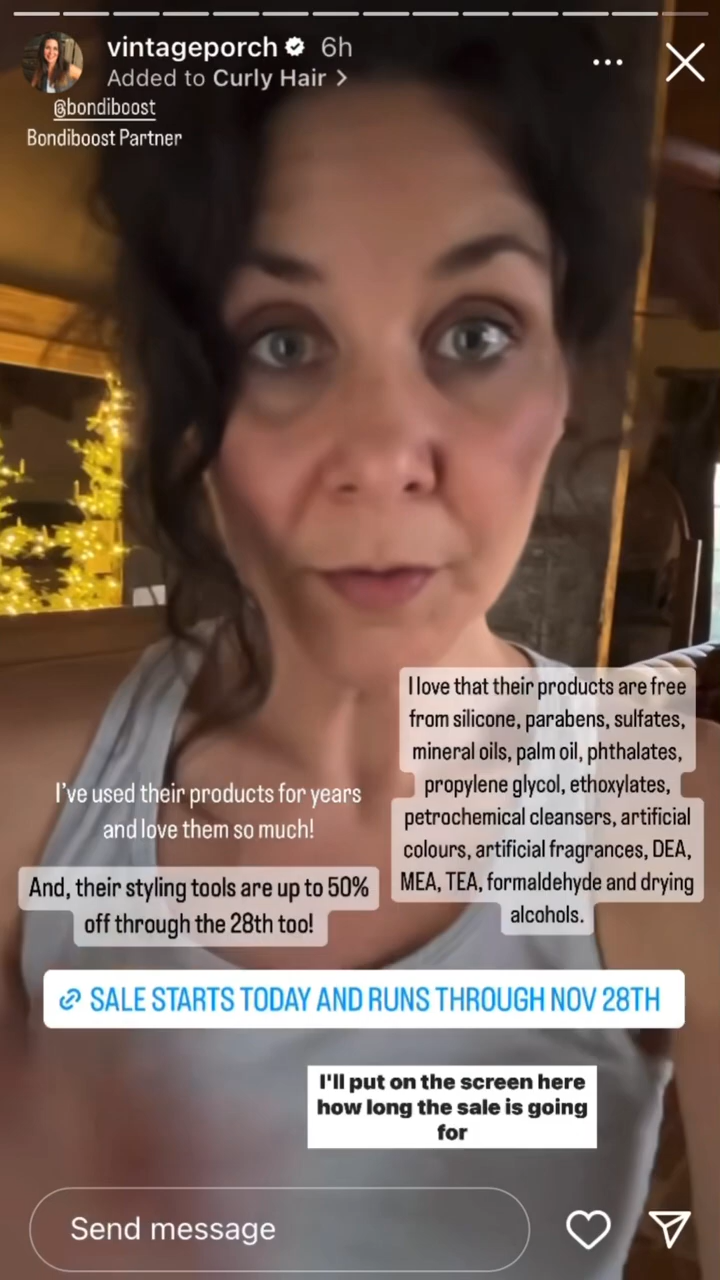 vintageporch 6h
Added to Curly Hair >
@bondiboost
Bondiboost Partner
I love that their products are free
from silicone, parabens, sulfates,
mineral oils, palm oil, phthalates,
propylene glycol, ethoxylates,
petrochemical cleansers, artificial
colours, artificial fragrances, DEA,
MEA, TEA, formaldehyde and drying
alcohols.
I've used their products for years
and love them so much!
And, their styling tools are up to 50%
off through the 28th too!
SALE STARTS TODAY AND RUNS THROUGH NOV 28TH
I'll put on the screen here
how long the sale is going
for
Send message